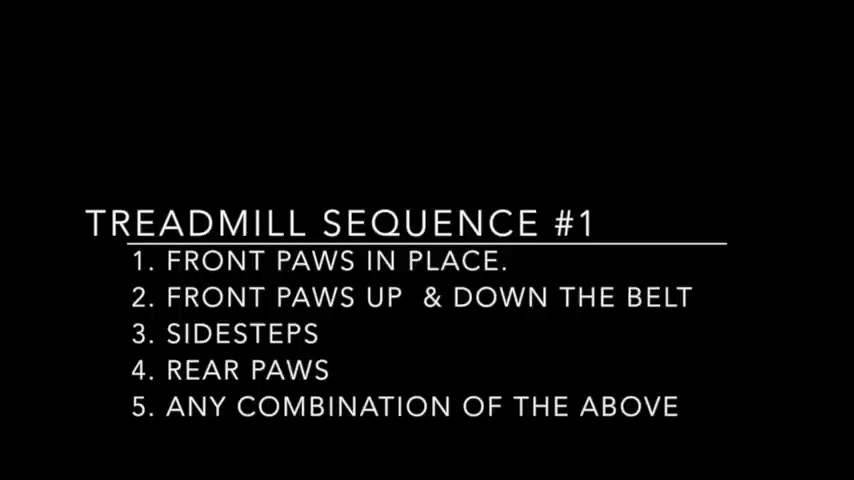 TREADMILL SEQUENCE #1
1. FRONT PAWS IN PLACE.
2. FRONT PAWS UP & DOWN THE BELT
3. SIDESTEPS
4. REAR PAWS
5. ANY COMBINATION OF THE ABOVE